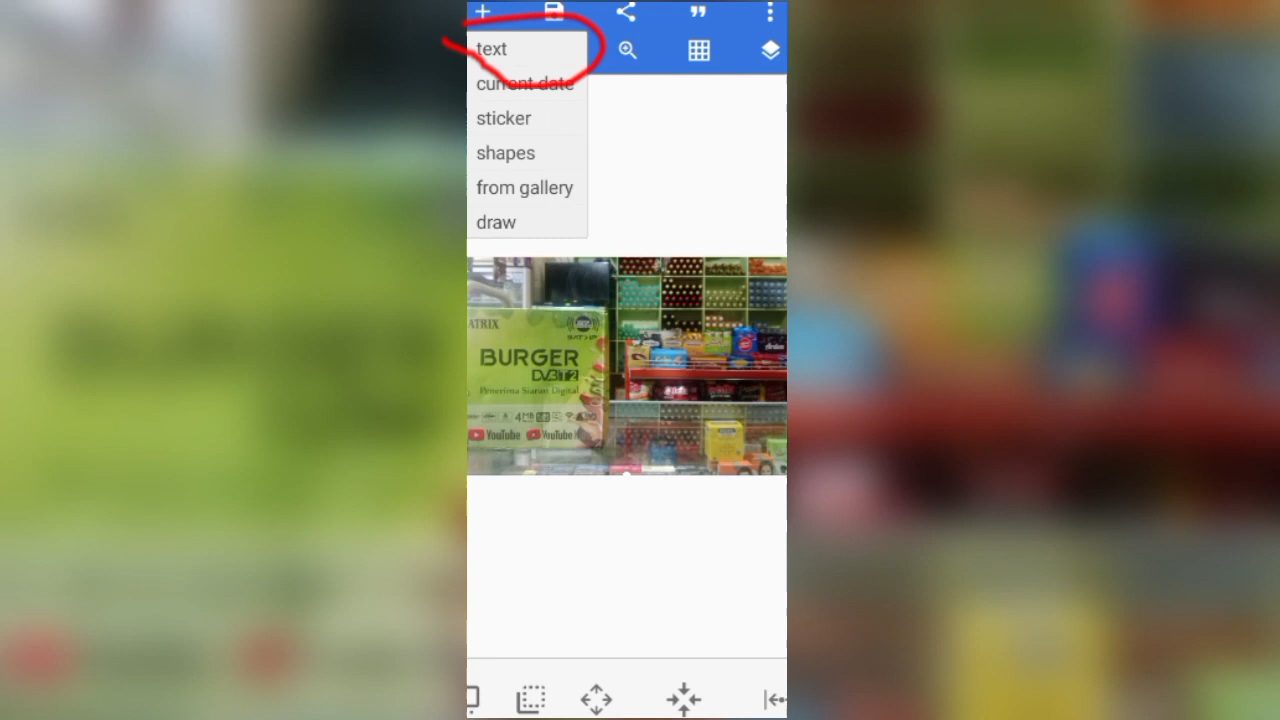 text
current date
sticker
shapes
from gallery
draw
ATRIX
BURGER
DVBT2
Penerima Siaran Digital
YouTube
YouTube